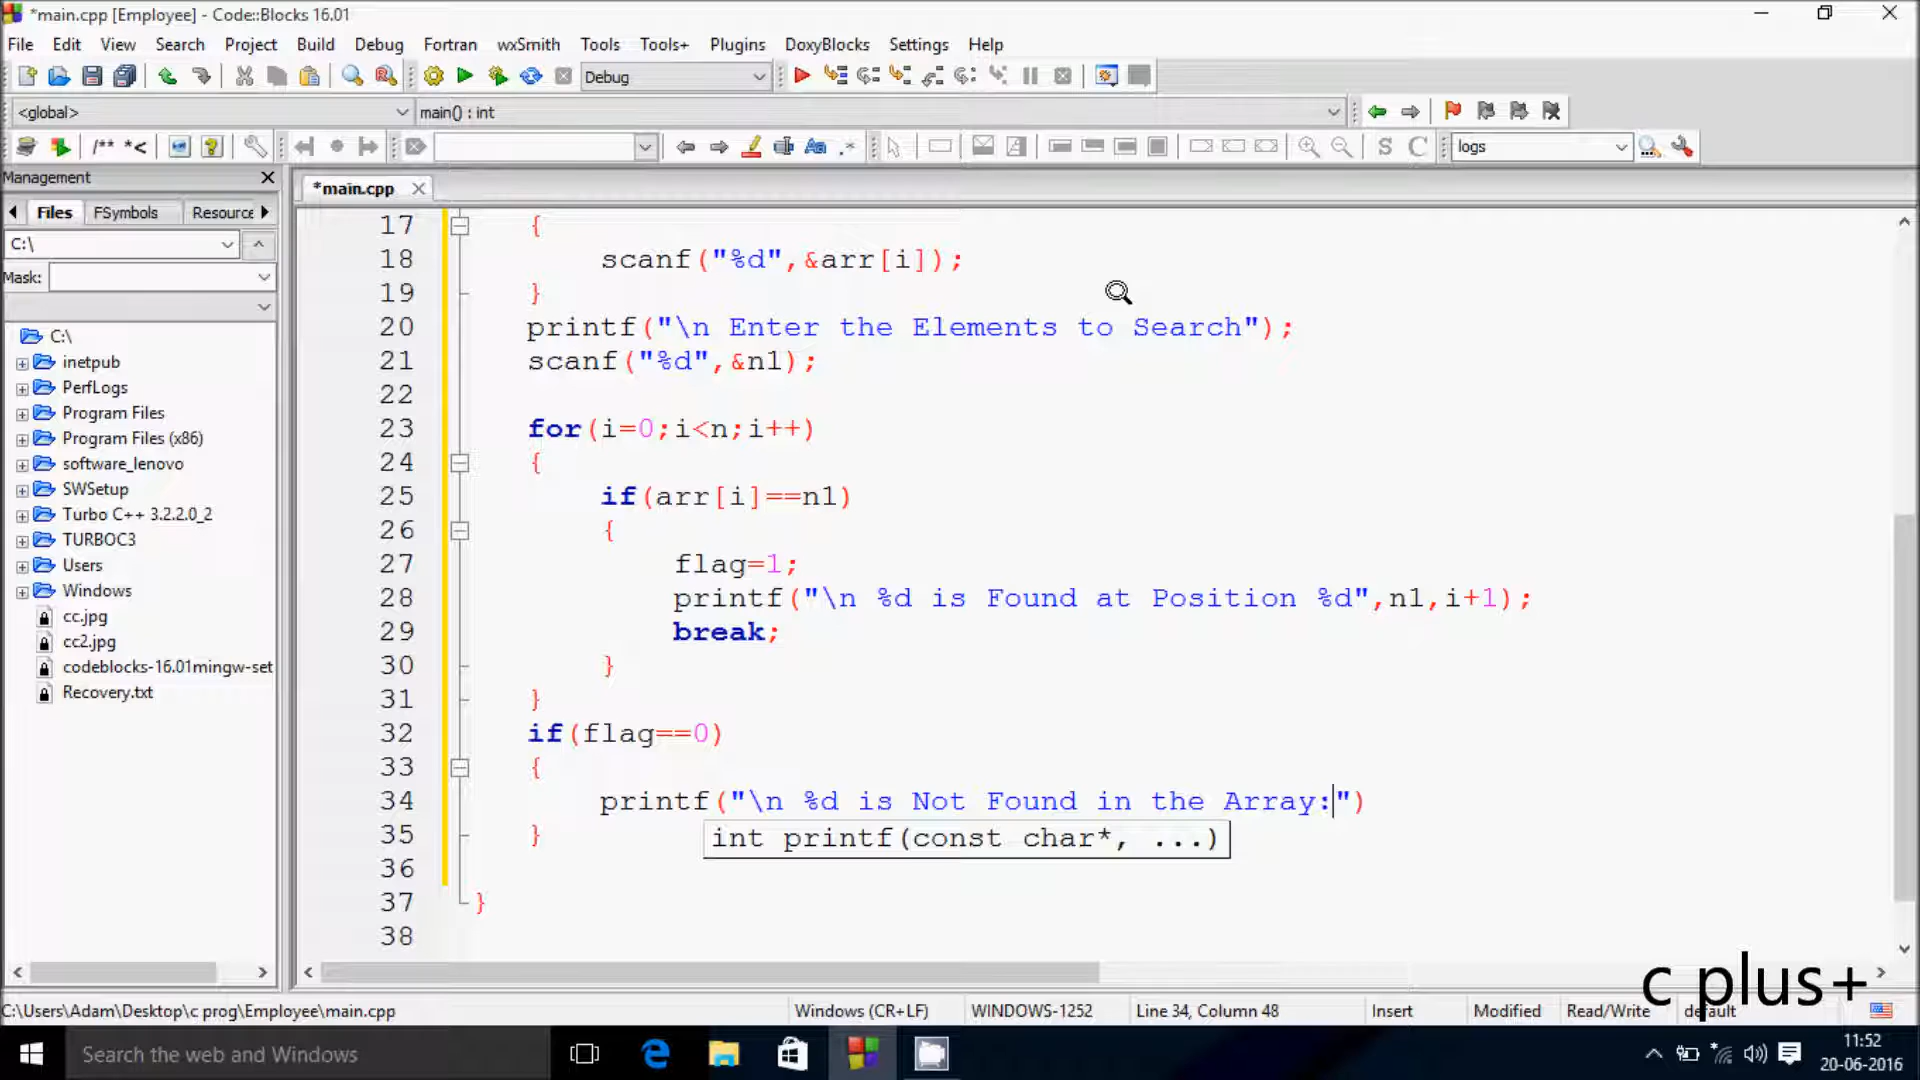 *main.cpp [Employee] - Code::Blocks 16.01
File Edit View Search Project Build Debug Fortran wxSmith Tools Tools+ Plugins DoxyBlocks Settings Help
Debug
<global> main() : int
/** *< Aa .* S C logs
Management
Files FSymbols Resource
*main.cpp
C:\
Mask:
C:\
inetpub
PerfLogs
Program Files
Program Files (x86)
software_lenovo
SWSetup
Turbo C++ 3.2.2.0_2
TURBOC3
Users
Windows
cc.jpg
cc2.jpg
codeblocks-16.01mingw-set
Recovery.txt
17 {
18 scanf("%d",&arr[i]);
19 }
20 printf("\n Enter the Elements to Search");
21 scanf("%d",&n1);
22
23 for(i=0;i<n;i++)
24 {
25 if(arr[i]==n1)
26 {
27 flag=1;
28 printf("\n %d is Found at Position %d",n1,i+1);
29 break;
30 }
31 }
32 if(flag==0)
33 {
34 printf("\n %d is Not Found in the Array:")
int printf(const char*, ...)
35 }
36
37 }
38
c plus+
C:\Users\Adam\Desktop\c prog\Employee\main.cpp Windows (CR+LF) WINDOWS-1252 Line 34, Column 48 Insert Modified Read/Write default
Search the web and Windows
11:52
20-06-2016